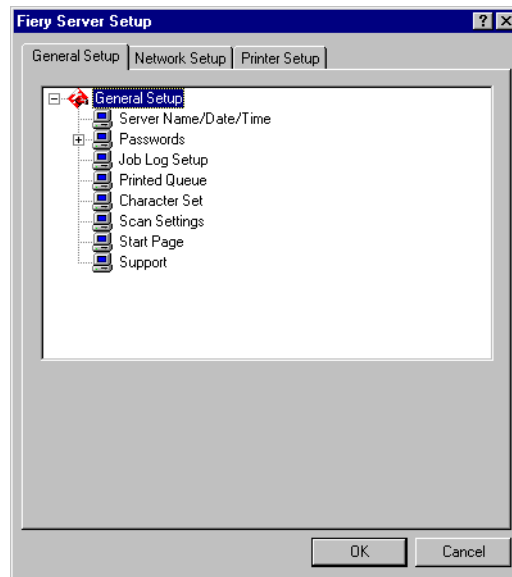 Fiery Server Setup
General Setup Network Setup Printer Setup
General Setup
Server Name/Date/Time
Passwords
Job Log Setup
Printed Queue
Character Set
Scan Settings
Start Page
Support
OK Cancel